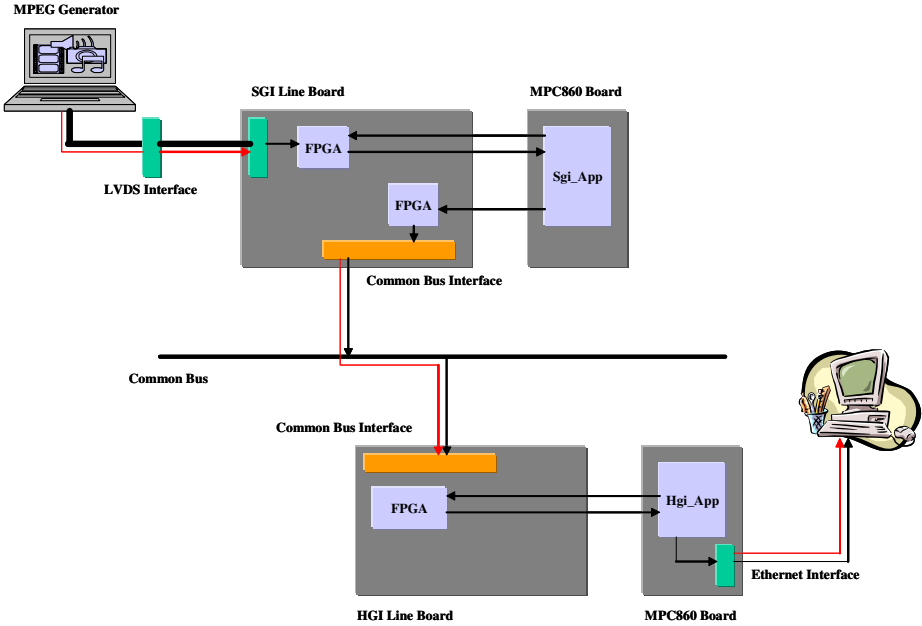 MPEG Generator
SGI Line Board
MPC860 Board
FPGA
Sgi_App
LVDS Interface
FPGA
Common Bus Interface
Common Bus
Common Bus Interface
Hgi_App
FPGA
Ethernet Interface
HGI Line Board
MPC860 Board